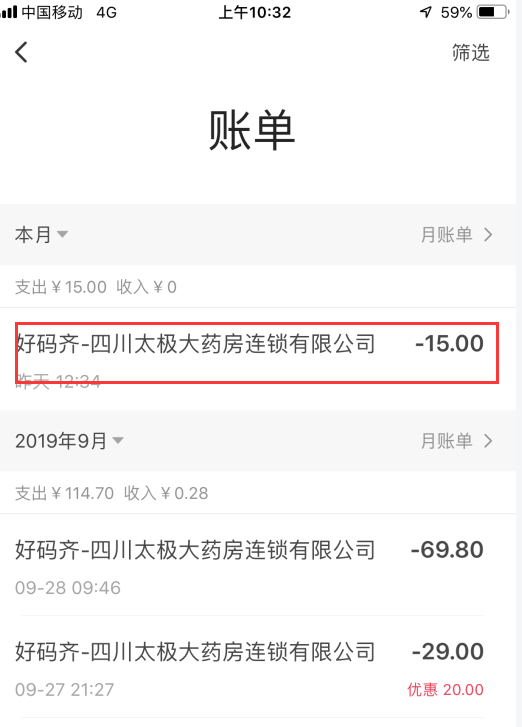 中国移动 4G 上午10:32 59%
筛选
账单
本月 月账单
支出￥15.00 收入￥0
好码齐-四川太极大药房连锁有限公司 -15.00
昨天 12:34
2019年9月 月账单
支出￥114.70 收入￥0.28
好码齐-四川太极大药房连锁有限公司 -69.80
09-28 09:46
好码齐-四川太极大药房连锁有限公司 -29.00
09-27 21:27 优惠 20.00